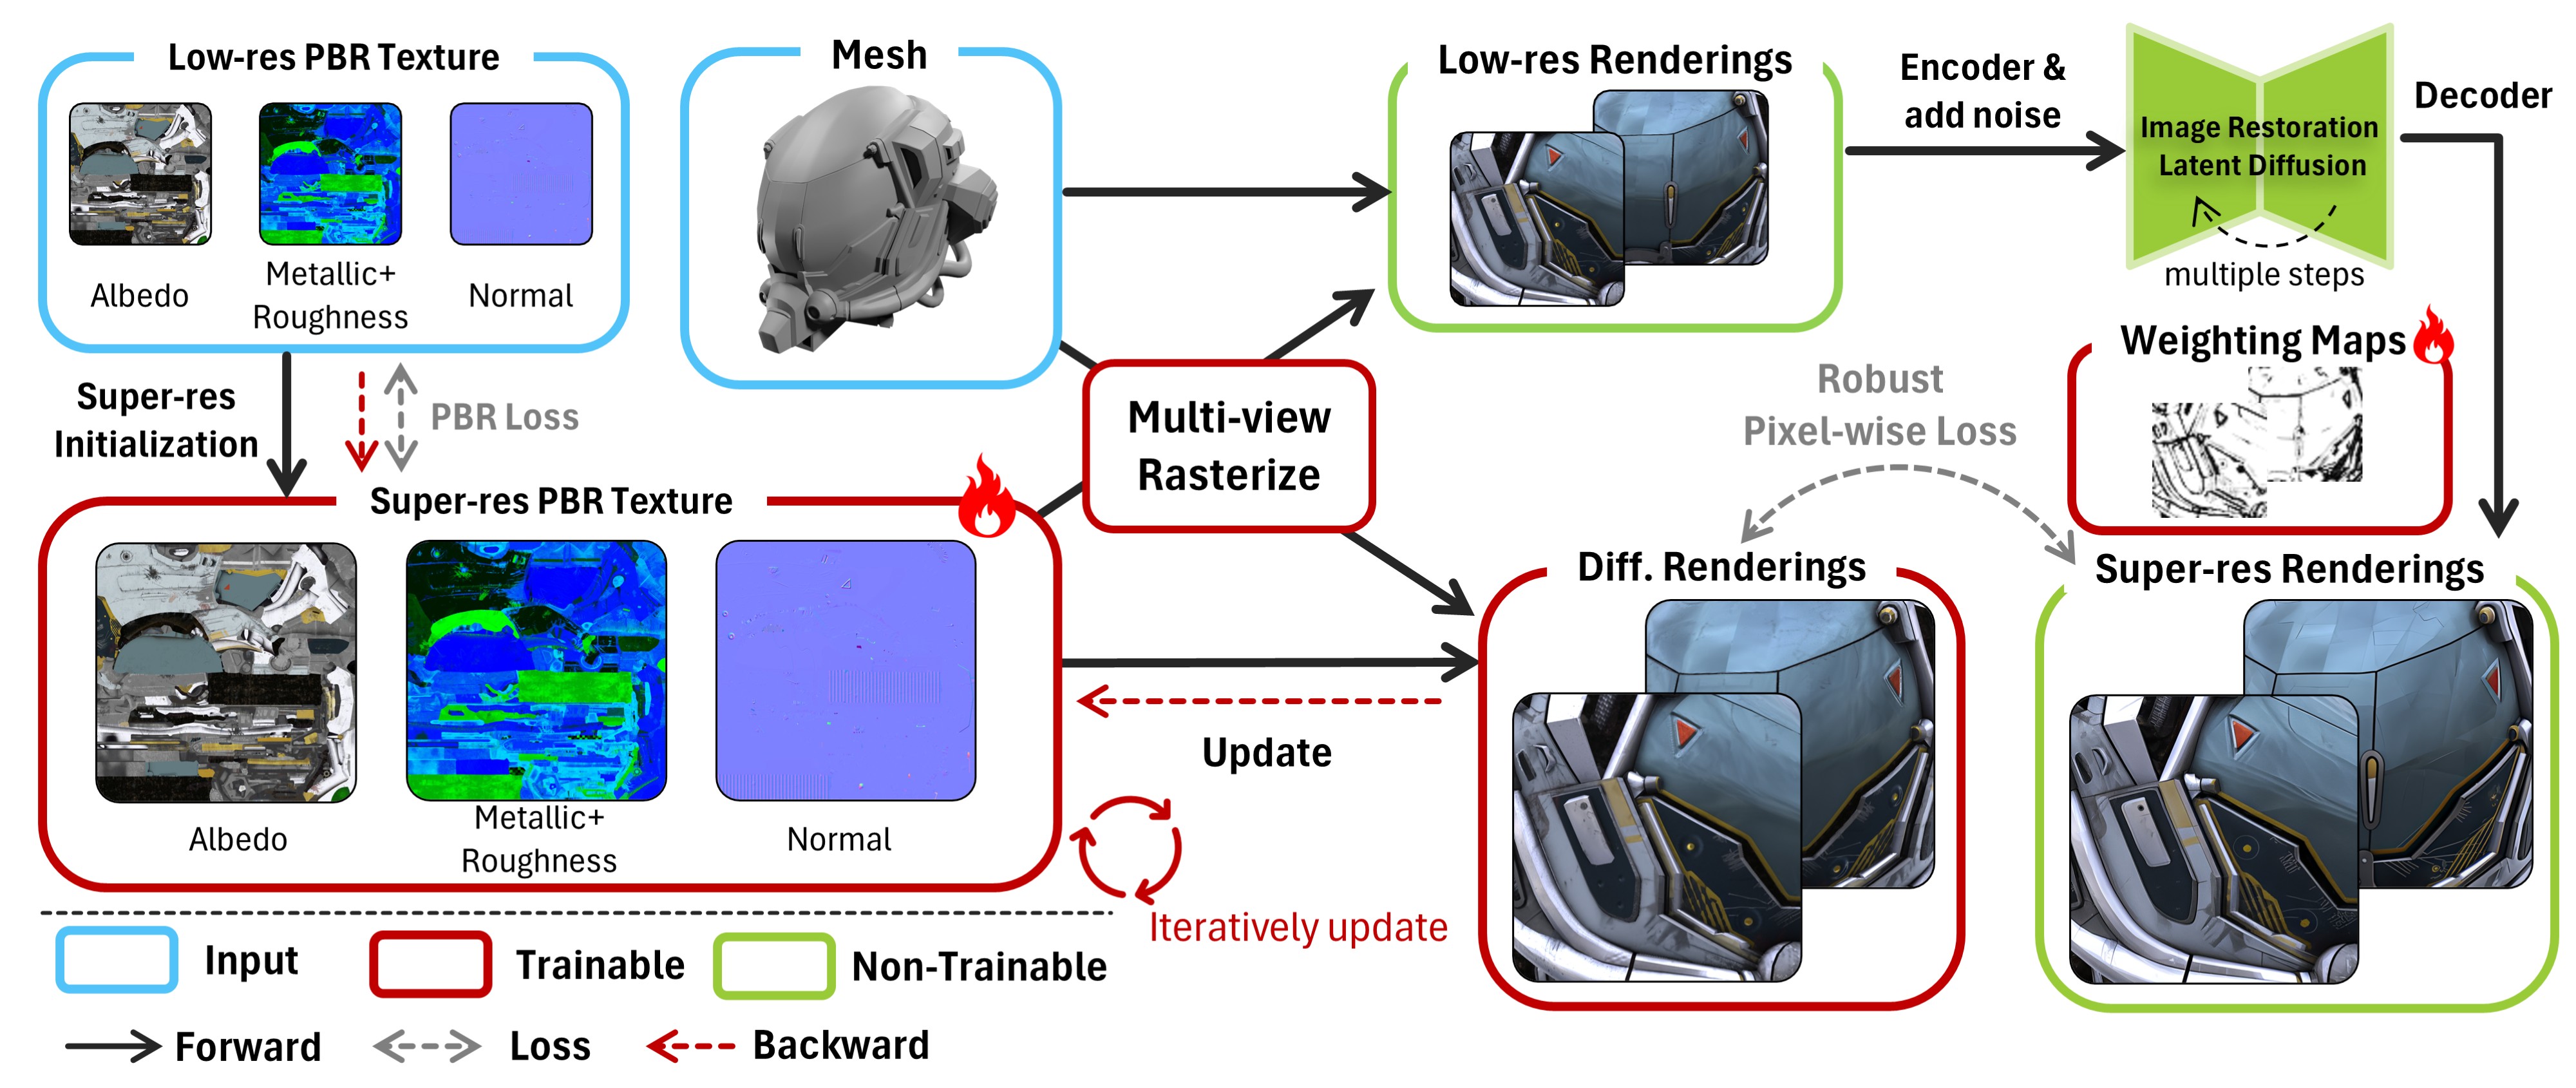 Low-res PBR Texture
Albedo
Metallic+
Roughness
Normal
Mesh
Low-res Renderings
Encoder &
add noise
Image Restoration
Latent Diffusion
multiple steps
Decoder
Super-res
Initialization
PBR Loss
Multi-view
Rasterize
Robust
Pixel-wise Loss
Weighting Maps
Super-res PBR Texture
Albedo
Metallic+
Roughness
Normal
Update
Iteratively update
Diff. Renderings
Super-res Renderings
Input
Trainable
Non-Trainable
Forward
Loss
Backward